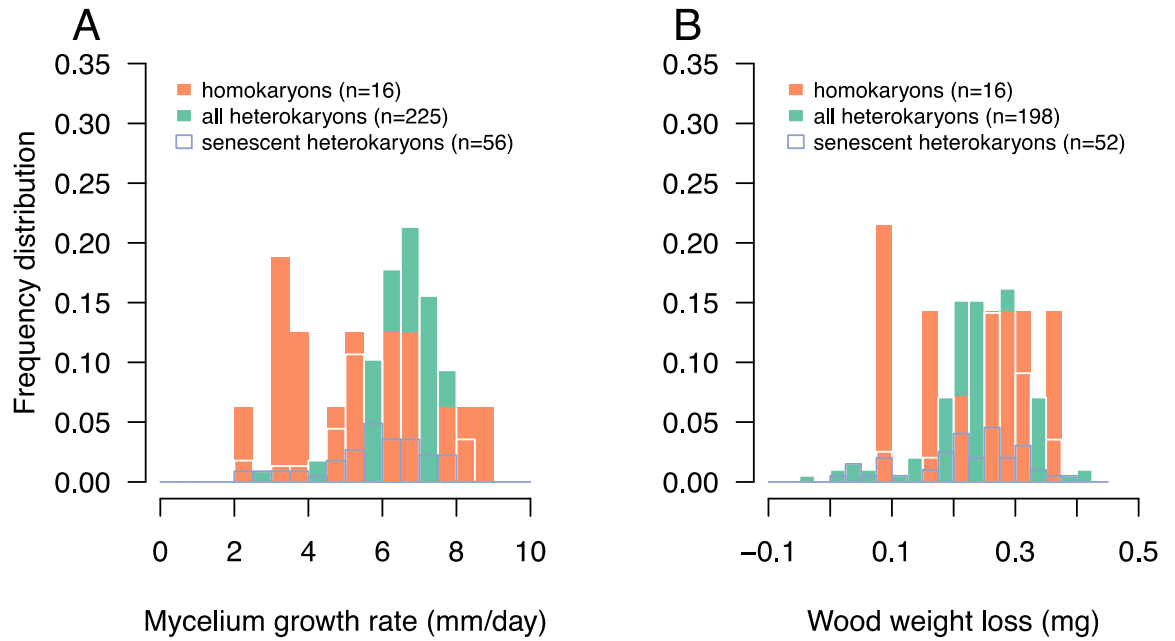 A
Frequency distribution
0.35
0.30
0.25
0.20
0.15
0.10
0.05
0.00
homokaryons (n=16)
all heterokaryons (n=225)
senescent heterokaryons (n=56)
0 2 4 6 8 10
Mycelium growth rate (mm/day)
B
0.35
0.30
0.25
0.20
0.15
0.10
0.05
0.00
homokaryons (n=16)
all heterokaryons (n=198)
senescent heterokaryons (n=52)
−0.1 0.1 0.3 0.5
Wood weight loss (mg)